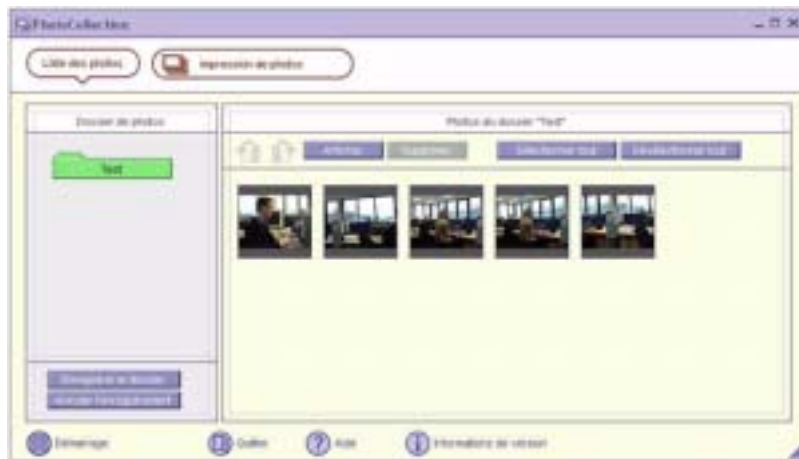 PhotoCollection
Liste des photos
Impression de photos
Dossier de photos
Photos du dossier "Test"
Afficher
Supprimer
Sélectionner tout
Désélectionner tout
Test
Enregistrer le dossier
Annuler l'enregistrement
Démarrage
Quitter
Aide
Informations de version